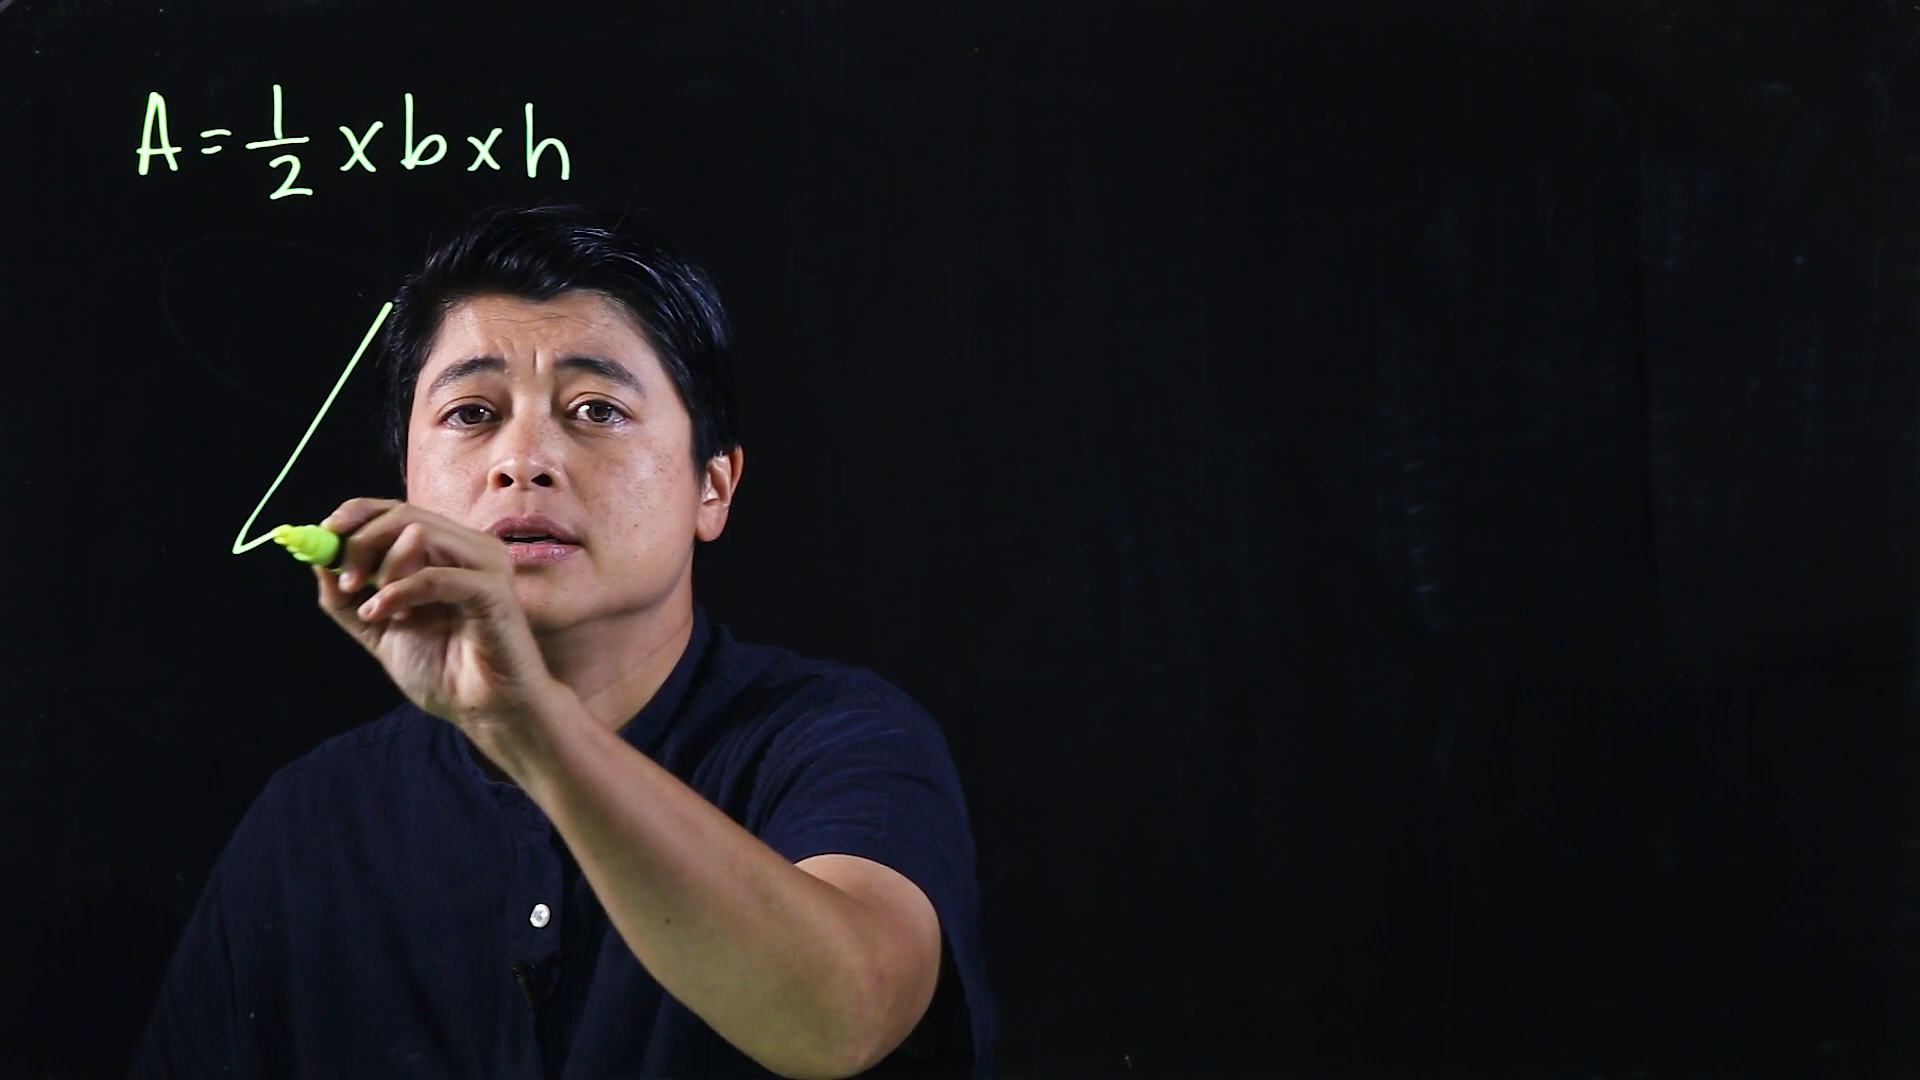 A = 1/2 x b x h